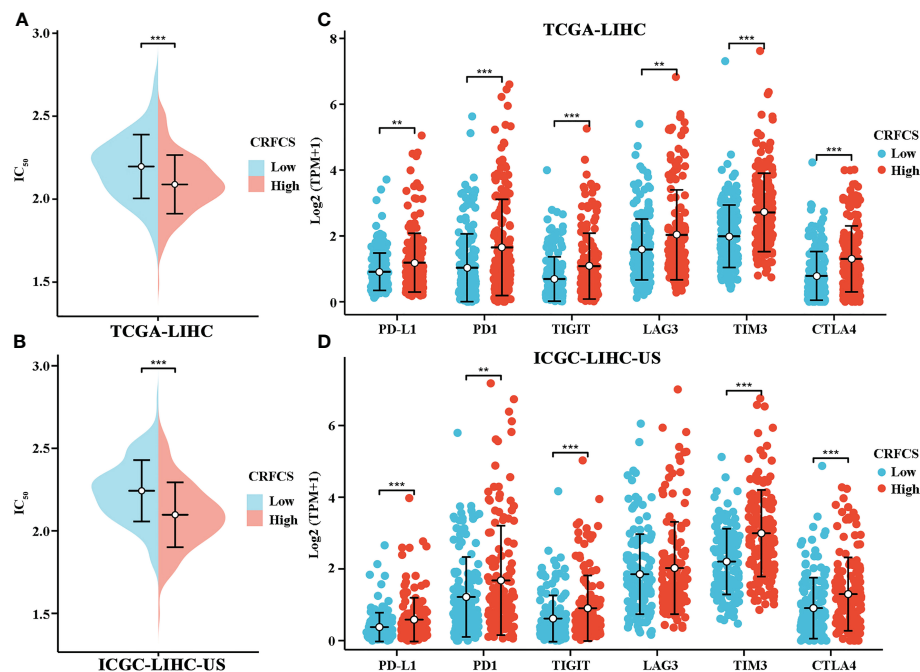 A
3.0
2.5
2.0
1.5
IC50
***
CRFCS
Low
High
TCGA-LIHC
B
3.0
2.5
2.0
1.5
IC50
***
CRFCS
Low
High
ICGC-LIHC-US
C
TCGA-LIHC
8
6
4
2
0
Log2 (TPM+1)
**
***
***
**
***
***
CRFCS
Low
High
PD-L1 PD1 TIGIT LAG3 TIM3 CTLA4
D
ICGC-LIHC-US
8
6
4
2
0
Log2 (TPM+1)
***
**
***
***
***
CRFCS
Low
High
PD-L1 PD1 TIGIT LAG3 TIM3 CTLA4